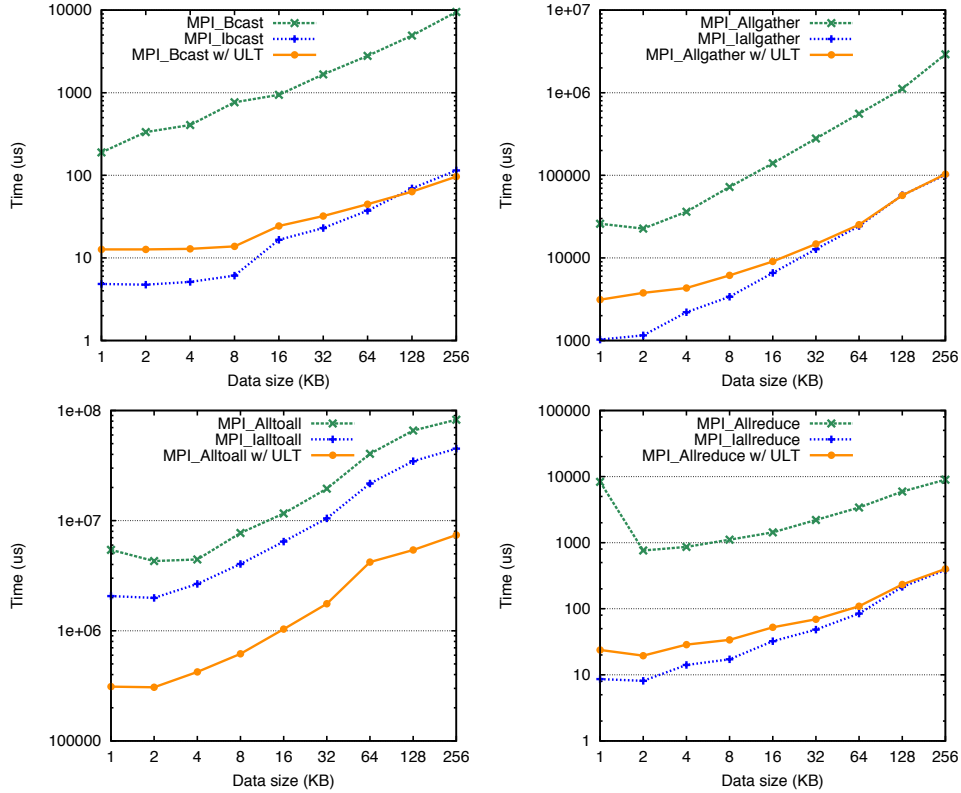 10000
1000
100
10
1
Time (us)
MPI_Bcast
MPI_Ibcast
MPI_Bcast w/ ULT
1 2 4 8 16 32 64 128 256
Data size (KB)
1e+07
1e+06
100000
10000
1000
Time (us)
MPI_Allgather
MPI_Iallgather
MPI_Allgather w/ ULT
1 2 4 8 16 32 64 128 256
Data size (KB)
1e+08
1e+07
1e+06
100000
Time (us)
MPI_Alltoall
MPI_Ialltoall
MPI_Alltoall w/ ULT
1 2 4 8 16 32 64 128 256
Data size (KB)
100000
10000
1000
100
10
1
Time (us)
MPI_Allreduce
MPI_Iallreduce
MPI_Allreduce w/ ULT
1 2 4 8 16 32 64 128 256
Data size (KB)